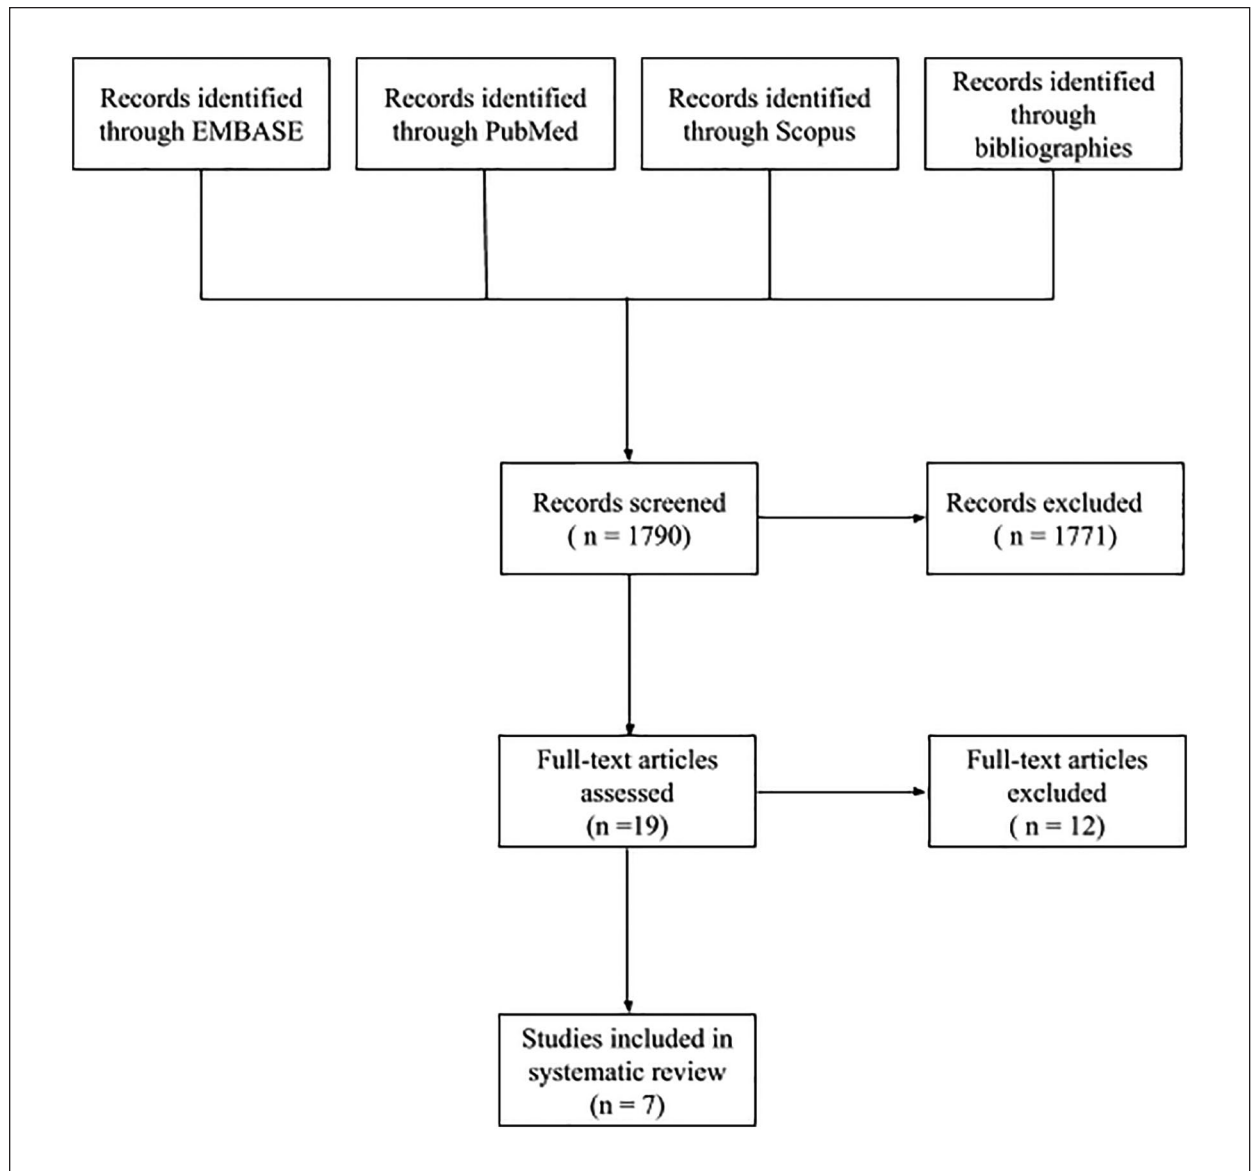 Records identified
through EMBASE
Records identified
through PubMed
Records identified
through Scopus
Records identified
through
bibliographies
Records screened
( n = 1790)
Records excluded
( n = 1771)
Full-text articles
assessed
(n =19)
Full-text articles
excluded
( n = 12)
Studies included in
systematic review
(n = 7)